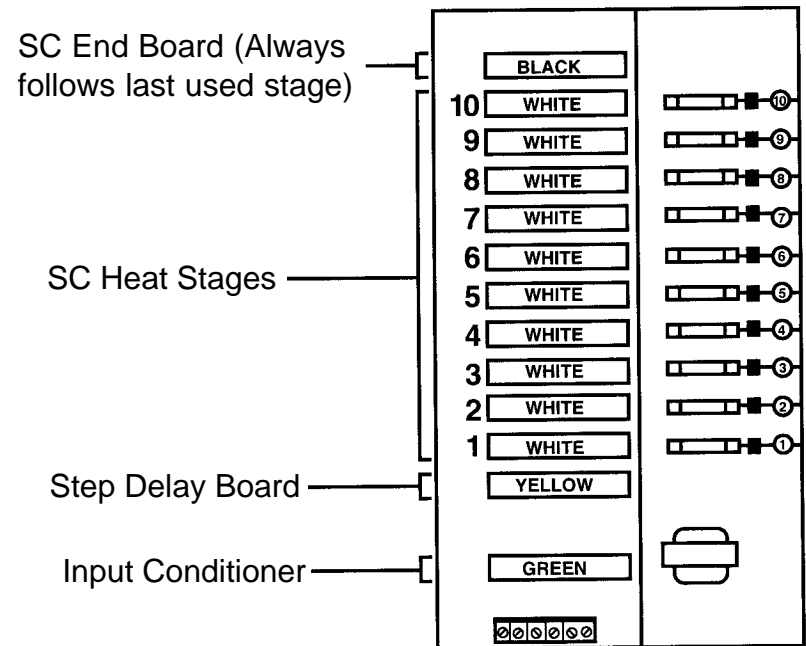 SC End Board (Always
follows last used stage)
BLACK
10 WHITE 10
9 WHITE 9
8 WHITE 8
7 WHITE 7
SC Heat Stages
6 WHITE 6
5 WHITE 5
4 WHITE 4
3 WHITE 3
2 WHITE 2
1 WHITE 1
Step Delay Board
YELLOW
Input Conditioner
GREEN